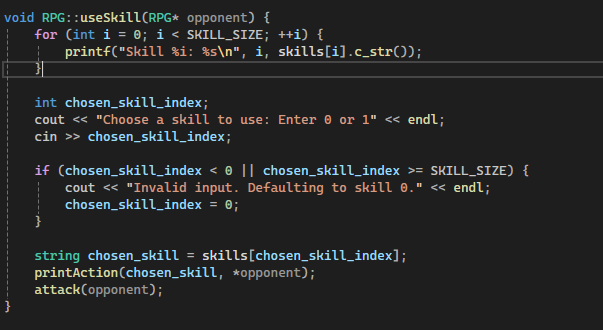 void RPG::useSkill(RPG* opponent) {
    for (int i = 0; i < SKILL_SIZE; ++i) {
        printf("Skill %i: %s\n", i, skills[i].c_str());
    }
    int chosen_skill_index;
    cout << "Choose a skill to use: Enter 0 or 1" << endl;
    cin >> chosen_skill_index;
    if (chosen_skill_index < 0 || chosen_skill_index >= SKILL_SIZE) {
        cout << "Invalid input. Defaulting to skill 0." << endl;
        chosen_skill_index = 0;
    }
    string chosen_skill = skills[chosen_skill_index];
    printAction(chosen_skill, *opponent);
    attack(opponent);
}